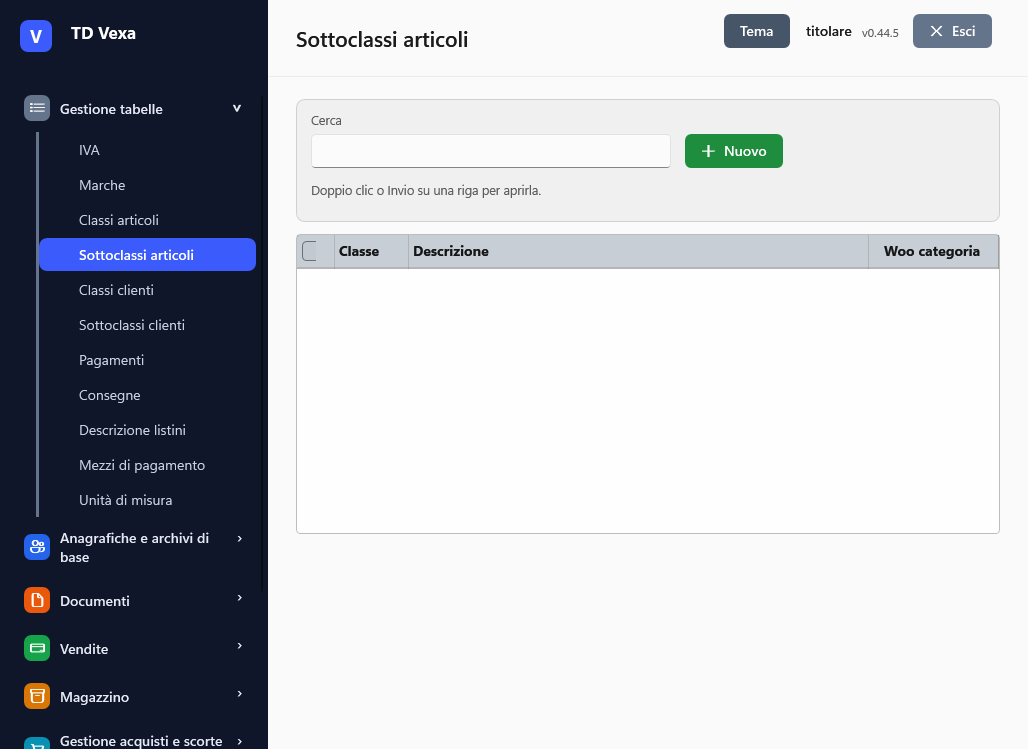 V
TD Vexa
Gestione tabelle
IVA
Marche
Classi articoli
Sottoclassi articoli
Classi clienti
Sottoclassi clienti
Pagamenti
Consegne
Descrizione listini
Mezzi di pagamento
Unità di misura
Anagrafiche e archivi di
base
Documenti
Vendite
Magazzino
Gestione acquisti e scorte
Sottoclassi articoli
Tema
titolare
v0.44.5
Esci
Cerca
Nuovo
Doppio clic o Invio su una riga per aprirla.
Classe
Descrizione
Woo categoria